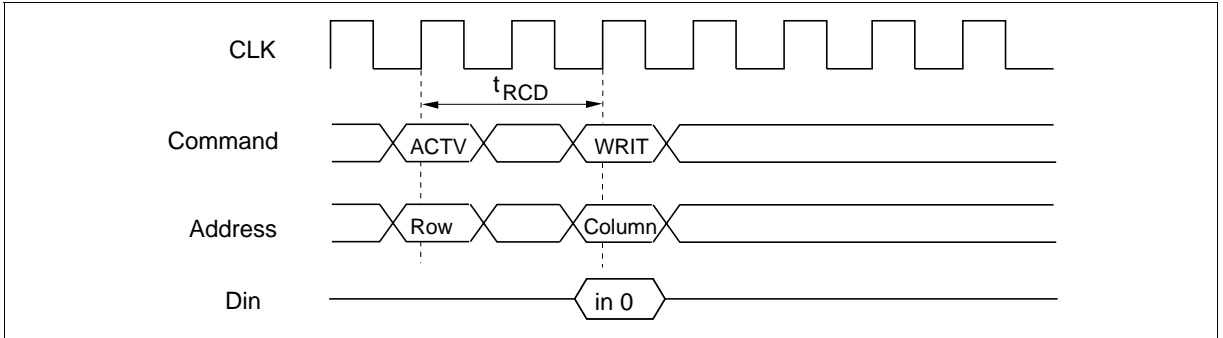 CLK
tRCD
Command ACTV WRIT
Address Row Column
Din in 0